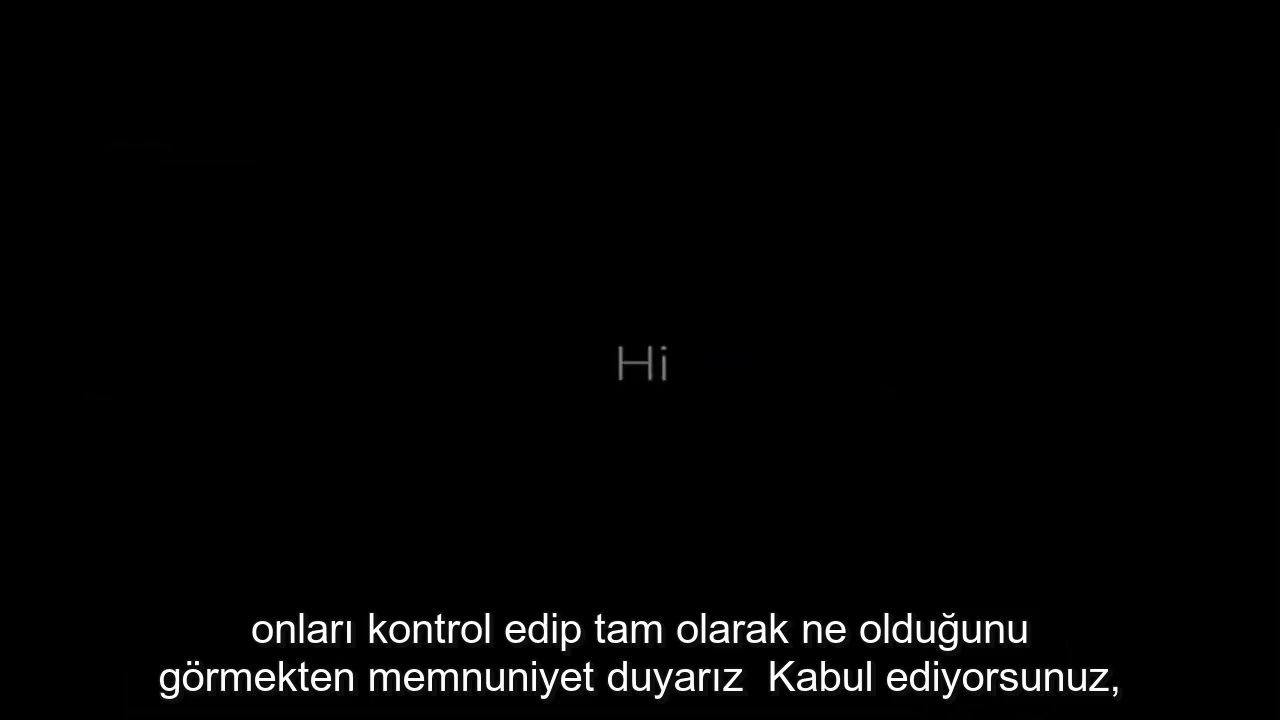 Hi
onları kontrol edip tam olarak ne olduğunu
görmekten memnuniyet duyarız  Kabul ediyorsunuz,